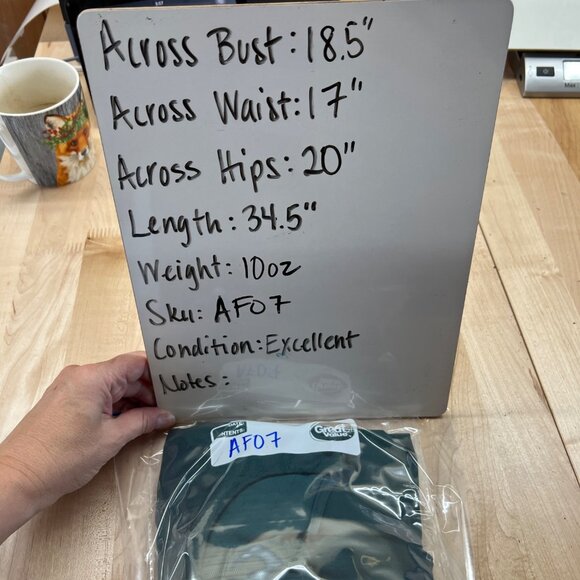 Across Bust: 18.5"
Across Waist: 17"
Across Hips: 20"
Length: 34.5"
Weight: 10oz
Sku: AF07
Condition: Excellent
Notes:
Great Value
AF07
Max